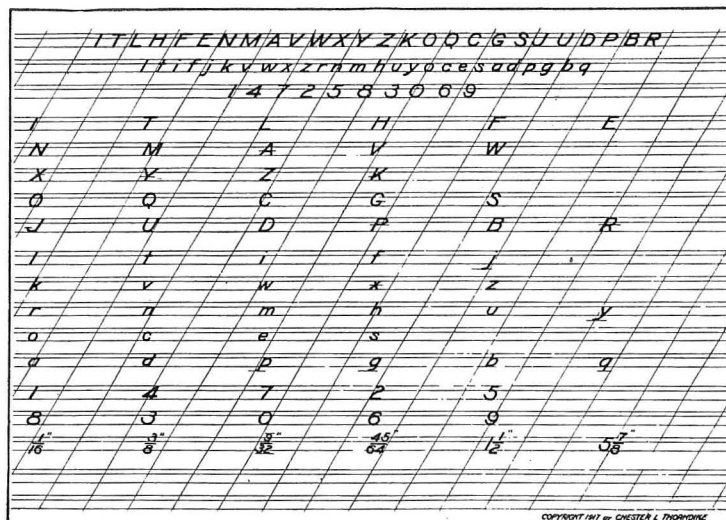 I T L H F E N M A V W X Y Z K O Q C G S J U D P B R
l t i f j k v w x z r n m h u y o c e s a d p g b q
1 4 7 2 5 8 3 0 6 9
I T L H F E
N M A V W
X Y Z K
O Q C G S
J U D P B R
l t i f j
k v w x z
r n m h u y
o c e s
a d p g b q
1 4 7 2 5
8 3 0 6 9
1/16" 3/8" 5/32" 45/64" 1 1/2" 5 7/8"
COPYRIGHT 1917 BY CHESTER L THORNDIKE